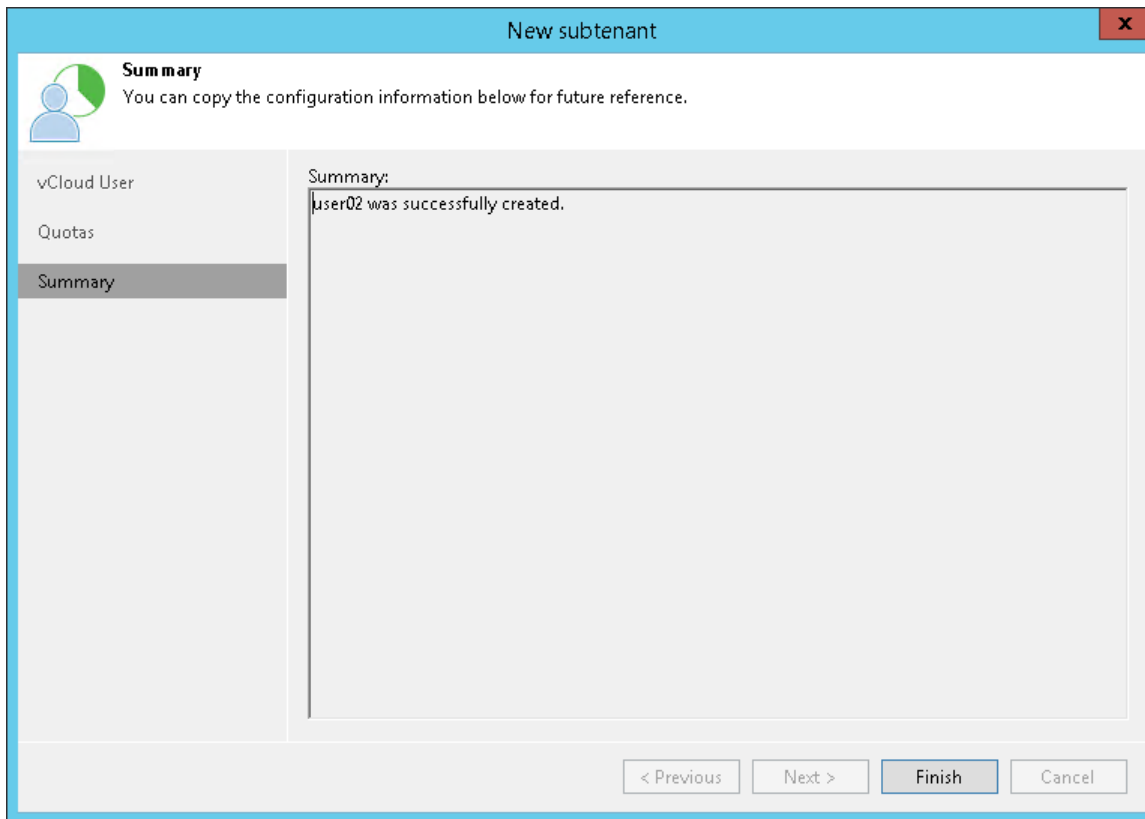 New subtenant
x
Summary
You can copy the configuration information below for future reference.
vCloud User
Quotas
Summary
Summary:
user02 was successfully created.
< Previous
Next >
Finish
Cancel